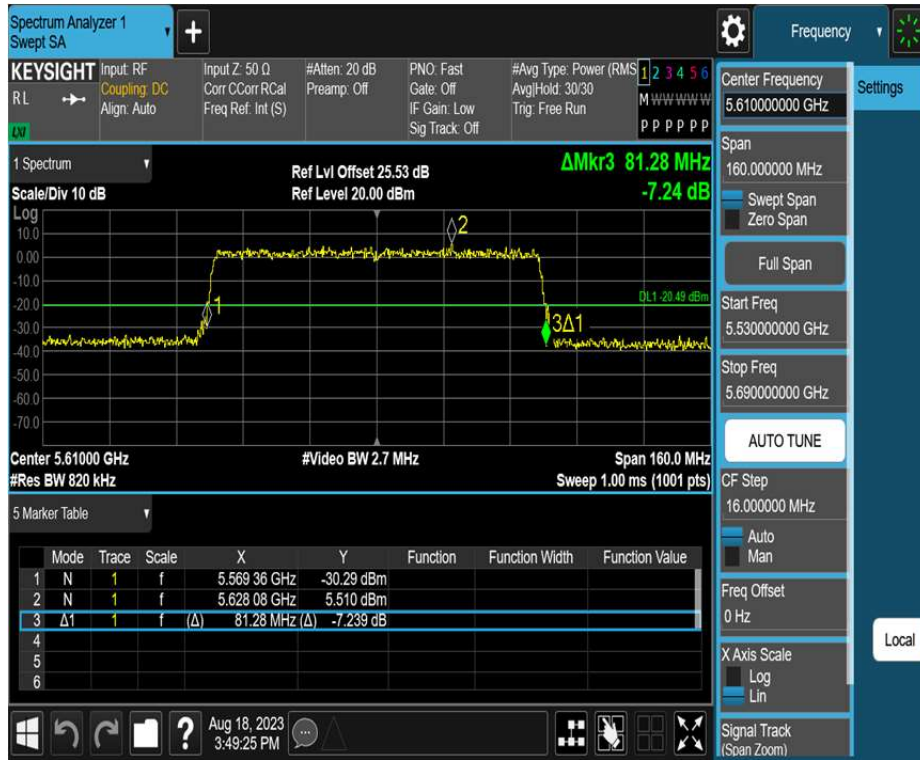 Spectrum Analyzer 1
Swept SA
+
Frequency
KEYSIGHT
RL
LXI
Input: RF
Coupling: DC
Align: Auto
Input Z: 50 Ω
Corr CCorr RCal
Freq Ref: Int (S)
#Atten: 20 dB
Preamp: Off
PNO: Fast
Gate: Off
IF Gain: Low
Sig Track: Off
#Avg Type: Power (RMS
Avg|Hold: 30/30
Trig: Free Run
1 2 3 4 5 6
M W W W W W
P P P P P P
1 Spectrum
Scale/Div 10 dB
Ref Lvl Offset 25.53 dB
Ref Level 20.00 dBm
ΔMkr3 81.28 MHz
-7.24 dB
Log
10.0
0.00
-10.0
-20.0
-30.0
-40.0
-50.0
-60.0
-70.0
2
1
3Δ1
DL1 -20.49 dBm
Center 5.61000 GHz
#Video BW 2.7 MHz
Span 160.0 MHz
#Res BW 820 kHz
Sweep 1.00 ms (1001 pts)
5 Marker Table
Mode Trace Scale X Y Function Function Width Function Value
1 N 1 f 5.569 36 GHz -30.29 dBm
2 N 1 f 5.628 08 GHz 5.510 dBm
3 Δ1 1 f (Δ) 81.28 MHz (Δ) -7.239 dB
4
5
6
?
Aug 18, 2023
3:49:25 PM
Center Frequency
5.610000000 GHz
Settings
Span
160.000000 MHz
Swept Span
Zero Span
Full Span
Start Freq
5.530000000 GHz
Stop Freq
5.690000000 GHz
AUTO TUNE
CF Step
16.000000 MHz
Auto
Man
Freq Offset
0 Hz
X Axis Scale
Log
Lin
Signal Track
(Span Zoom)
Local